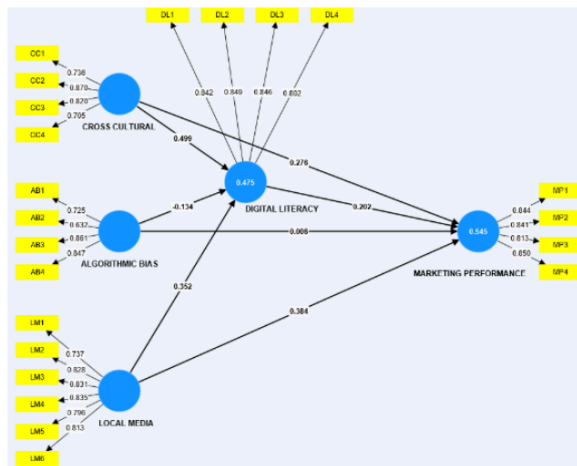 DL1 DL2 DL3 DL4
CC1
CC2
CC3
CC4
0.736
0.879
0.820
0.705
CROSS CULTURAL
0.842
0.849
0.846
0.802
0.499
0.276
0.475
DIGITAL LITERACY
-0.134
0.202
AB1
AB2
AB3
AB4
0.725
0.632
0.861
0.847
ALGORITHMIC BIAS
0.006
0.352
0.384
0.545
MARKETING PERFORMANCE
MP1
MP2
MP3
MP4
0.844
0.841
0.813
0.850
LM1
LM2
LM3
LM4
LM5
LM6
0.737
0.828
0.831
0.835
0.796
0.813
LOCAL MEDIA